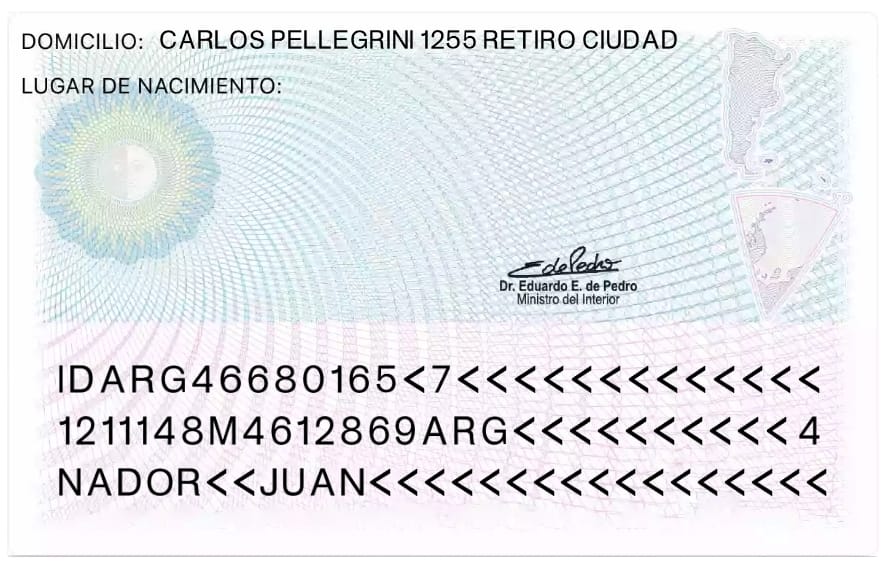 DOMICILIO: CARLOS PELLEGRINI 1255 RETIRO CIUDAD
LUGAR DE NACIMIENTO:
E de Pedro
Dr. Eduardo E. de Pedro
Ministro del Interior
IDARG46680165<7<<<<<<<<<<<<<<
1211148M4612869ARG<<<<<<<<<<4
NADOR<<JUAN<<<<<<<<<<<<<<<<<